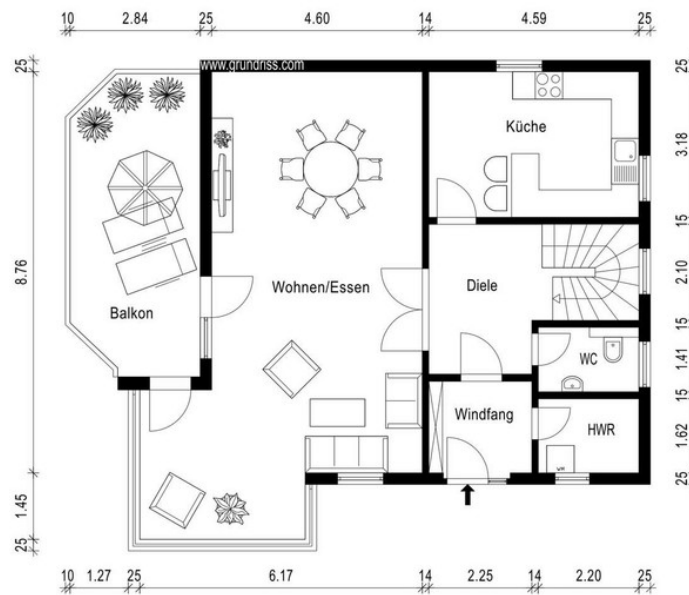 10 2.84 25 4.60 14 4.59 25
www.grundriss.com
25
25
Küche
3.18
15
8.76
Wohnen/Essen
Diele
2.10
Balkon
15
WC
1.41
15
Windfang
HWR
1.62
25
1.45
25
10 1.27 25 6.17 14 2.25 14 2.20 25